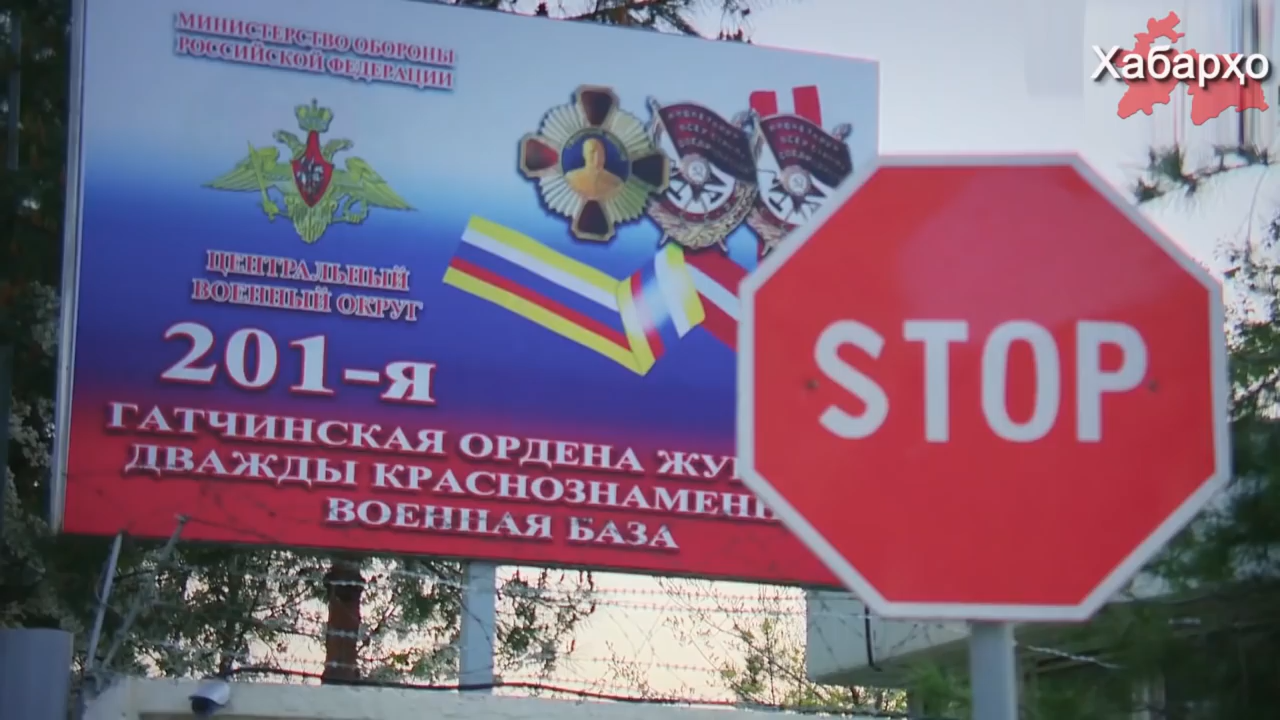 МИНИСТЕРСТВО ОБОРОНЫ
РОССИЙСКОЙ ФЕДЕРАЦИИ
ЦЕНТРАЛЬНЫЙ
ВОЕННЫЙ ОКРУГ
201-я
ГАТЧИНСКАЯ ОРДЕНА
ДВАЖДЫ
ВОЕННАЯ БАЗА
STOP
Хабарҳо